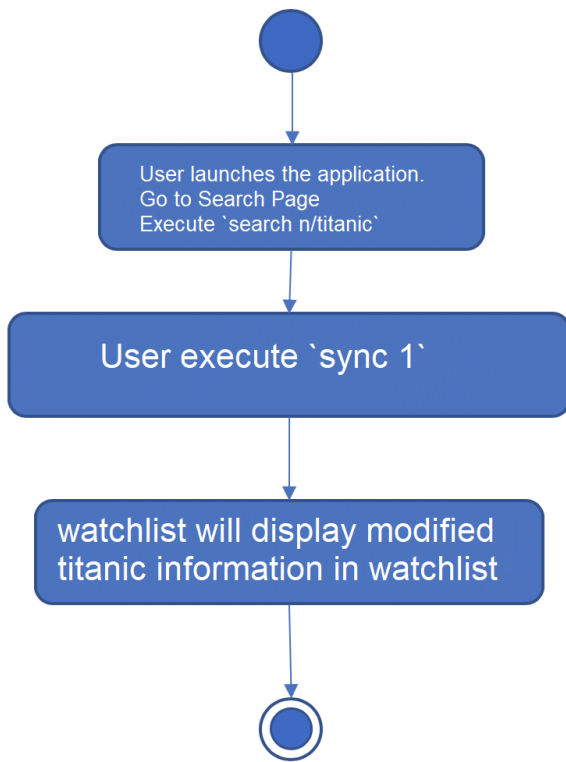 User launches the application.
Go to Search Page
Execute `search n/titanic`
User execute `sync 1`
watchlist will display modified
titanic information in watchlist